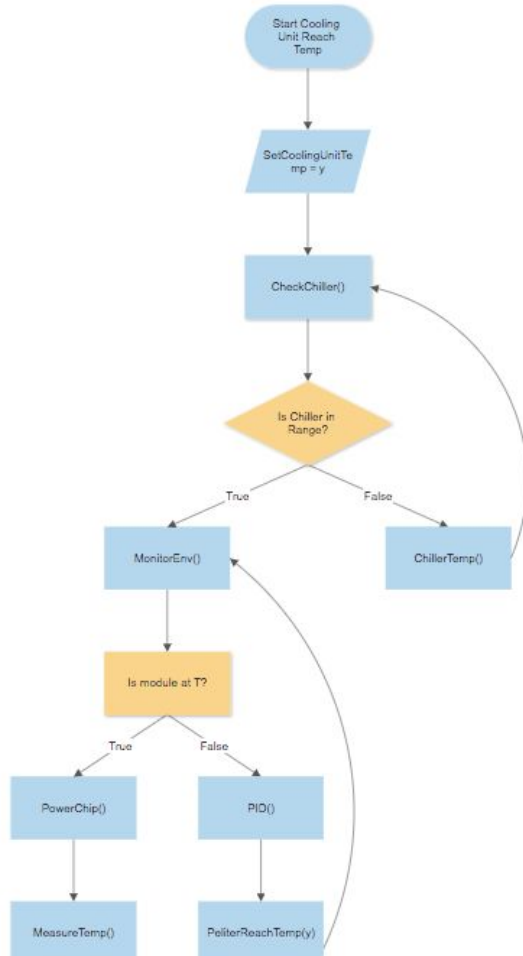 Start Cooling
Unit Reach
Temp
SetCoolingUnitTe
mp = y
CheckChiller()
Is Chiller in
Range?
True
False
MonitorEnv()
ChillerTemp()
Is module at T?
True
False
PowerChip()
PID()
MeasureTemp()
PeliterReachTemp(y)